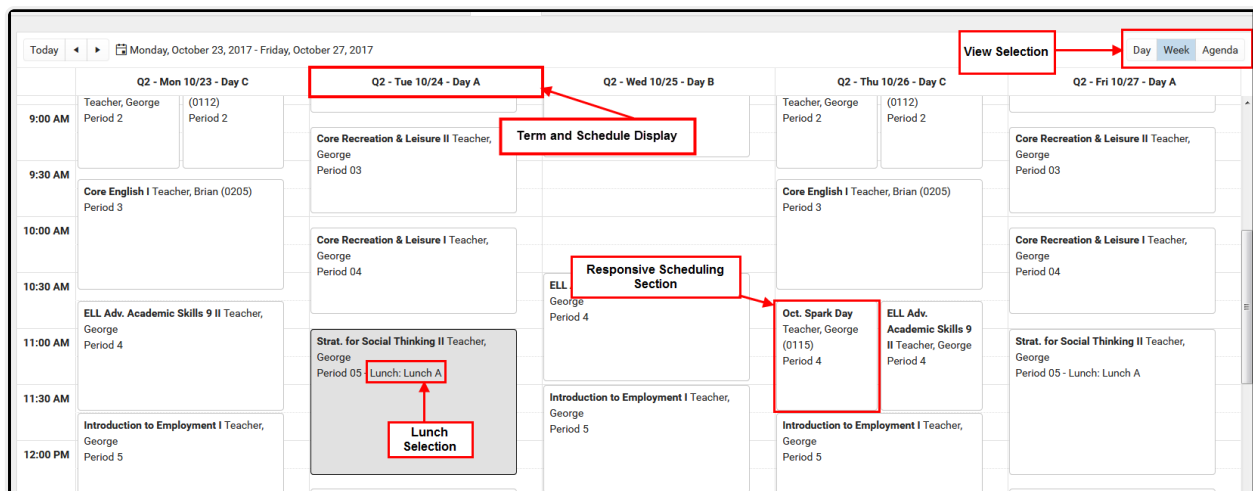 Today
Monday, October 23, 2017 - Friday, October 27, 2017
View Selection
Day Week Agenda
Q2 - Mon 10/23 - Day C
Q2 - Tue 10/24 - Day A
Q2 - Wed 10/25 - Day B
Q2 - Thu 10/26 - Day C
Q2 - Fri 10/27 - Day A
9:00 AM
9:30 AM
10:00 AM
10:30 AM
11:00 AM
11:30 AM
12:00 PM
Teacher, George
Period 2
(0112)
Period 2
Core English I Teacher, Brian (0205)
Period 3
ELL Adv. Academic Skills 9 II Teacher,
George
Period 4
Introduction to Employment I Teacher,
George
Period 5
Core Recreation & Leisure II Teacher,
George
Period 03
Core Recreation & Leisure I Teacher,
George
Period 04
Strat. for Social Thinking II Teacher,
George
Period 05 - Lunch: Lunch A
Lunch
Selection
Term and Schedule Display
Responsive Scheduling
Section
ELL
George
Period 4
Introduction to Employment I Teacher,
George
Period 5
Teacher, George
Period 2
(0112)
Period 2
Core English I Teacher, Brian (0205)
Period 3
Oct. Spark Day
Teacher, George
(0115)
Period 4
ELL Adv.
Academic Skills 9
II Teacher, George
Period 4
Introduction to Employment I Teacher,
George
Period 5
Core Recreation & Leisure II Teacher,
George
Period 03
Core Recreation & Leisure I Teacher,
George
Period 04
Strat. for Social Thinking II Teacher,
George
Period 05 - Lunch: Lunch A